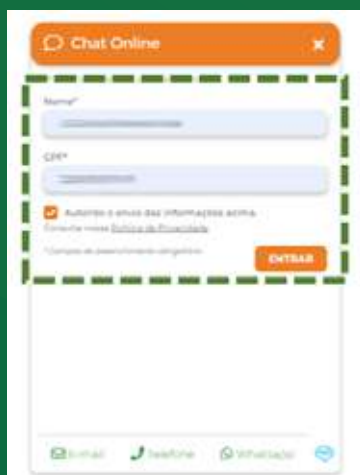 Chat Online
Nome*
CPF*
Autorizo o envio das informações acima.
Consulte nossa Política de Privacidade
*Campos de preenchimento obrigatório
ENTRAR
E-mail
Telefone
WhatsApp